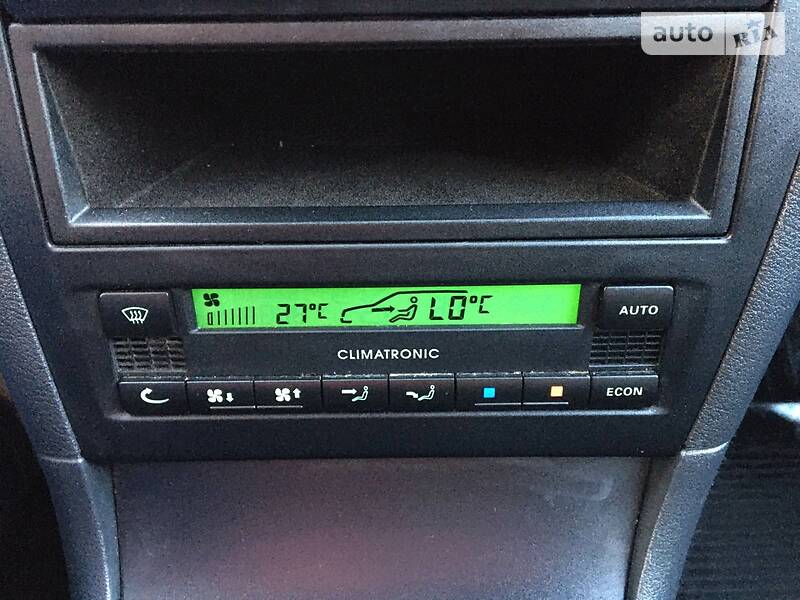 auto RIA
27°C LO°C
AUTO
CLIMATRONIC
ECON